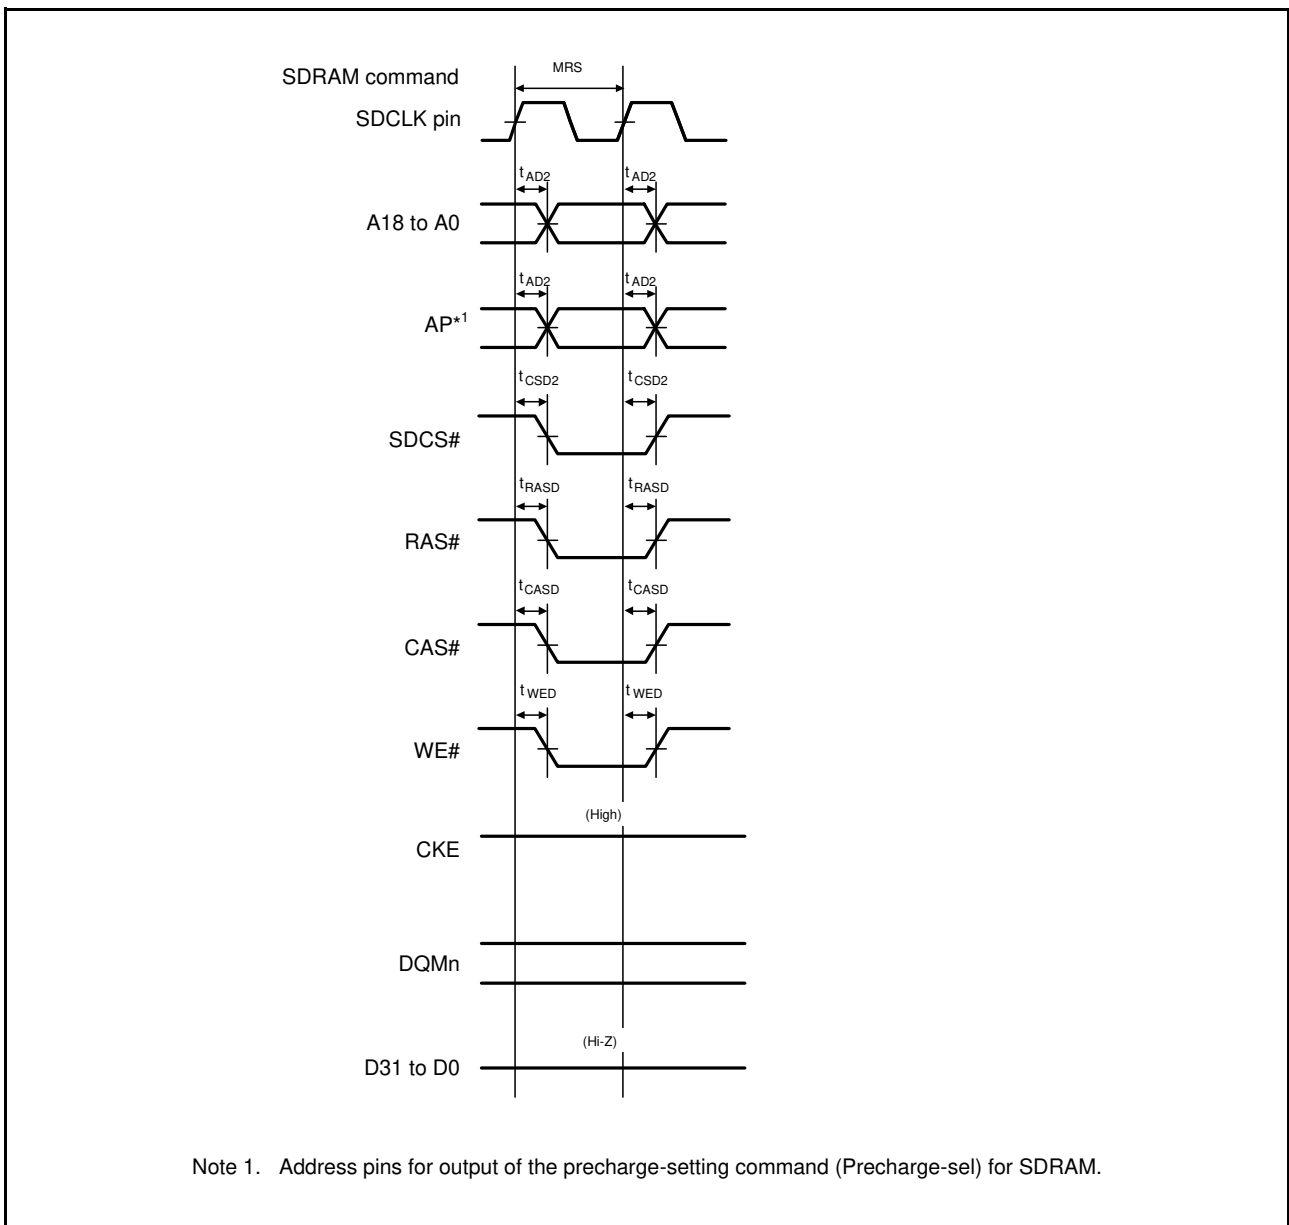 MRS
SDRAM command
SDCLK pin
tAD2 tAD2
A18 to A0
tAD2 tAD2
AP*1
tCSD2 tCSD2
SDCS#
tRASD tRASD
RAS#
tCASD tCASD
CAS#
tWED tWED
WE#
(High)
CKE
DQMn
(Hi-Z)
D31 to D0
Note 1. Address pins for output of the precharge-setting command (Precharge-sel) for SDRAM.